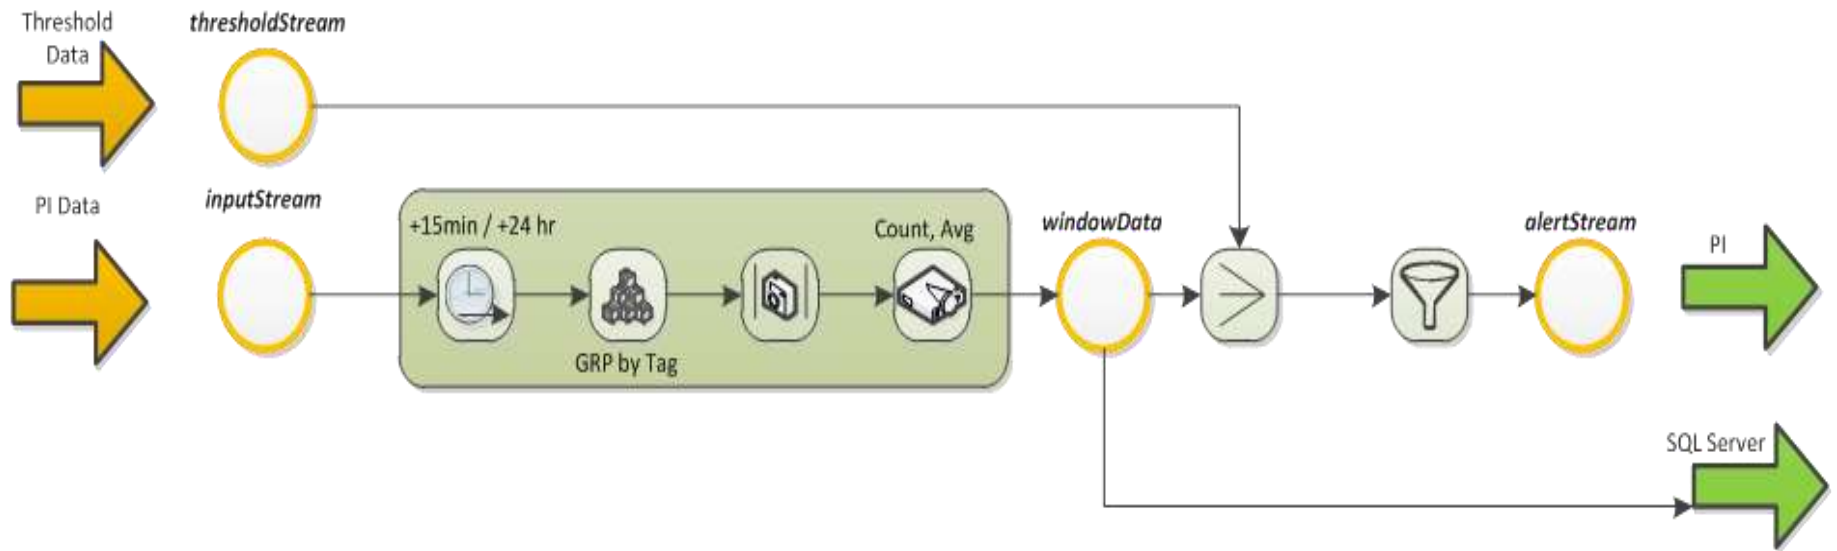 Threshold
Data
thresholdStream
PI Data
inputStream
+15min / +24 hr
GRP by Tag
Count, Avg
windowData
alertStream
PI
SQL Server